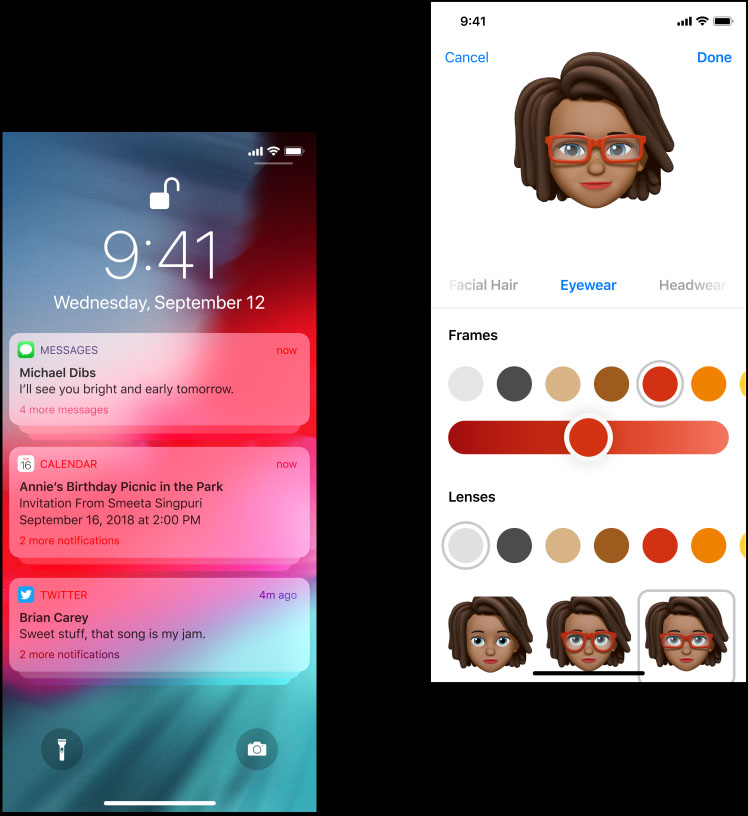 9:41
Wednesday, September 12
MESSAGES
now
Michael Dibs
I'll see you bright and early tomorrow.
4 more messages
16
CALENDAR
now
Annie's Birthday Picnic in the Park
Invitation From Smeeta Singpuri
September 16, 2018 at 2:00 PM
2 more notifications
TWITTER
4m ago
Brian Carey
Sweet stuff, that song is my jam.
2 more notifications
9:41
Cancel
Done
Facial Hair
Eyewear
Headwear
Frames
Lenses